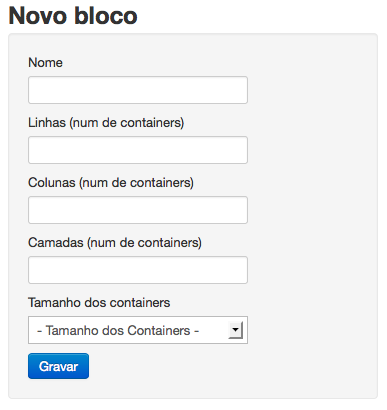 Novo bloco
Nome
Linhas (num de containers)
Colunas (num de containers)
Camadas (num de containers)
Tamanho dos containers
- Tamanho dos Containers -
Gravar